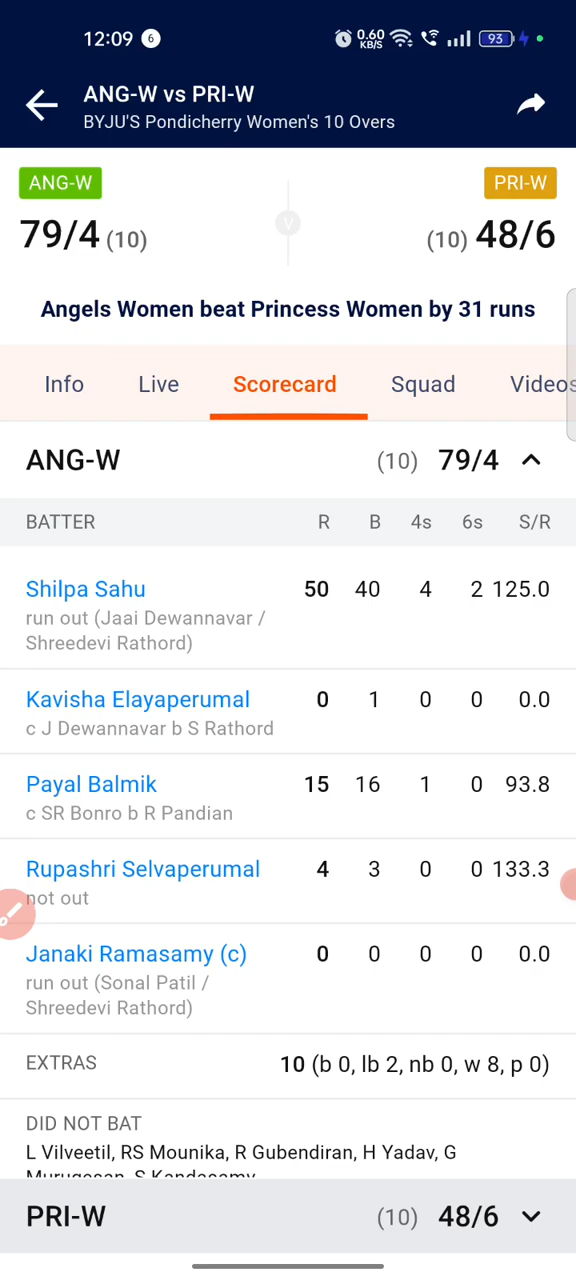 12:09 6 0.60 KB/S 93
ANG-W vs PRI-W
BYJU'S Pondicherry Women's 10 Overs
ANG-W PRI-W
79/4 (10) V (10) 48/6
Angels Women beat Princess Women by 31 runs
Info Live Scorecard Squad Videos
ANG-W (10) 79/4
BATTER R B 4s 6s S/R
Shilpa Sahu 50 40 4 2 125.0
run out (Jaai Dewannavar /
Shreedevi Rathord)
Kavisha Elayaperumal 0 1 0 0 0.0
c J Dewannavar b S Rathord
Payal Balmik 15 16 1 0 93.8
c SR Bonro b R Pandian
Rupashri Selvaperumal 4 3 0 0 133.3
not out
Janaki Ramasamy (c) 0 0 0 0 0.0
run out (Sonal Patil /
Shreedevi Rathord)
EXTRAS 10 (b 0, lb 2, nb 0, w 8, p 0)
DID NOT BAT
L Vilveetil, RS Mounika, R Gubendiran, H Yadav, G
Murugesan, S Kandasamy
PRI-W (10) 48/6